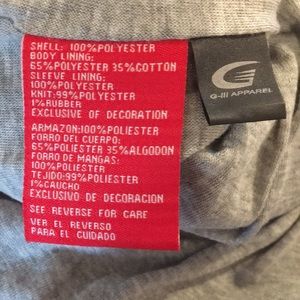 SHELL: 100%POLYESTER
BODY LINING:
65%POLYESTER 35%COTTON
SLEEVE LINING:
100%POLYESTER
KNIT:99%POLYESTER
1%RUBBER
EXCLUSIVE OF DECORATION
ARMAZON:100%POLIESTER
FORRO DEL CUERPO:
65%POLIESTER 35%ALGODON
FORRO DE MANGAS:
100%POLIESTER
TEJIDO:99%POLIESTER
1%CAUCHO
EXCLUSIVO DE DECORACION
SEE REVERSE FOR CARE
VER EL REVERSO
PARA EL CUIDADO
G-III APPAREL